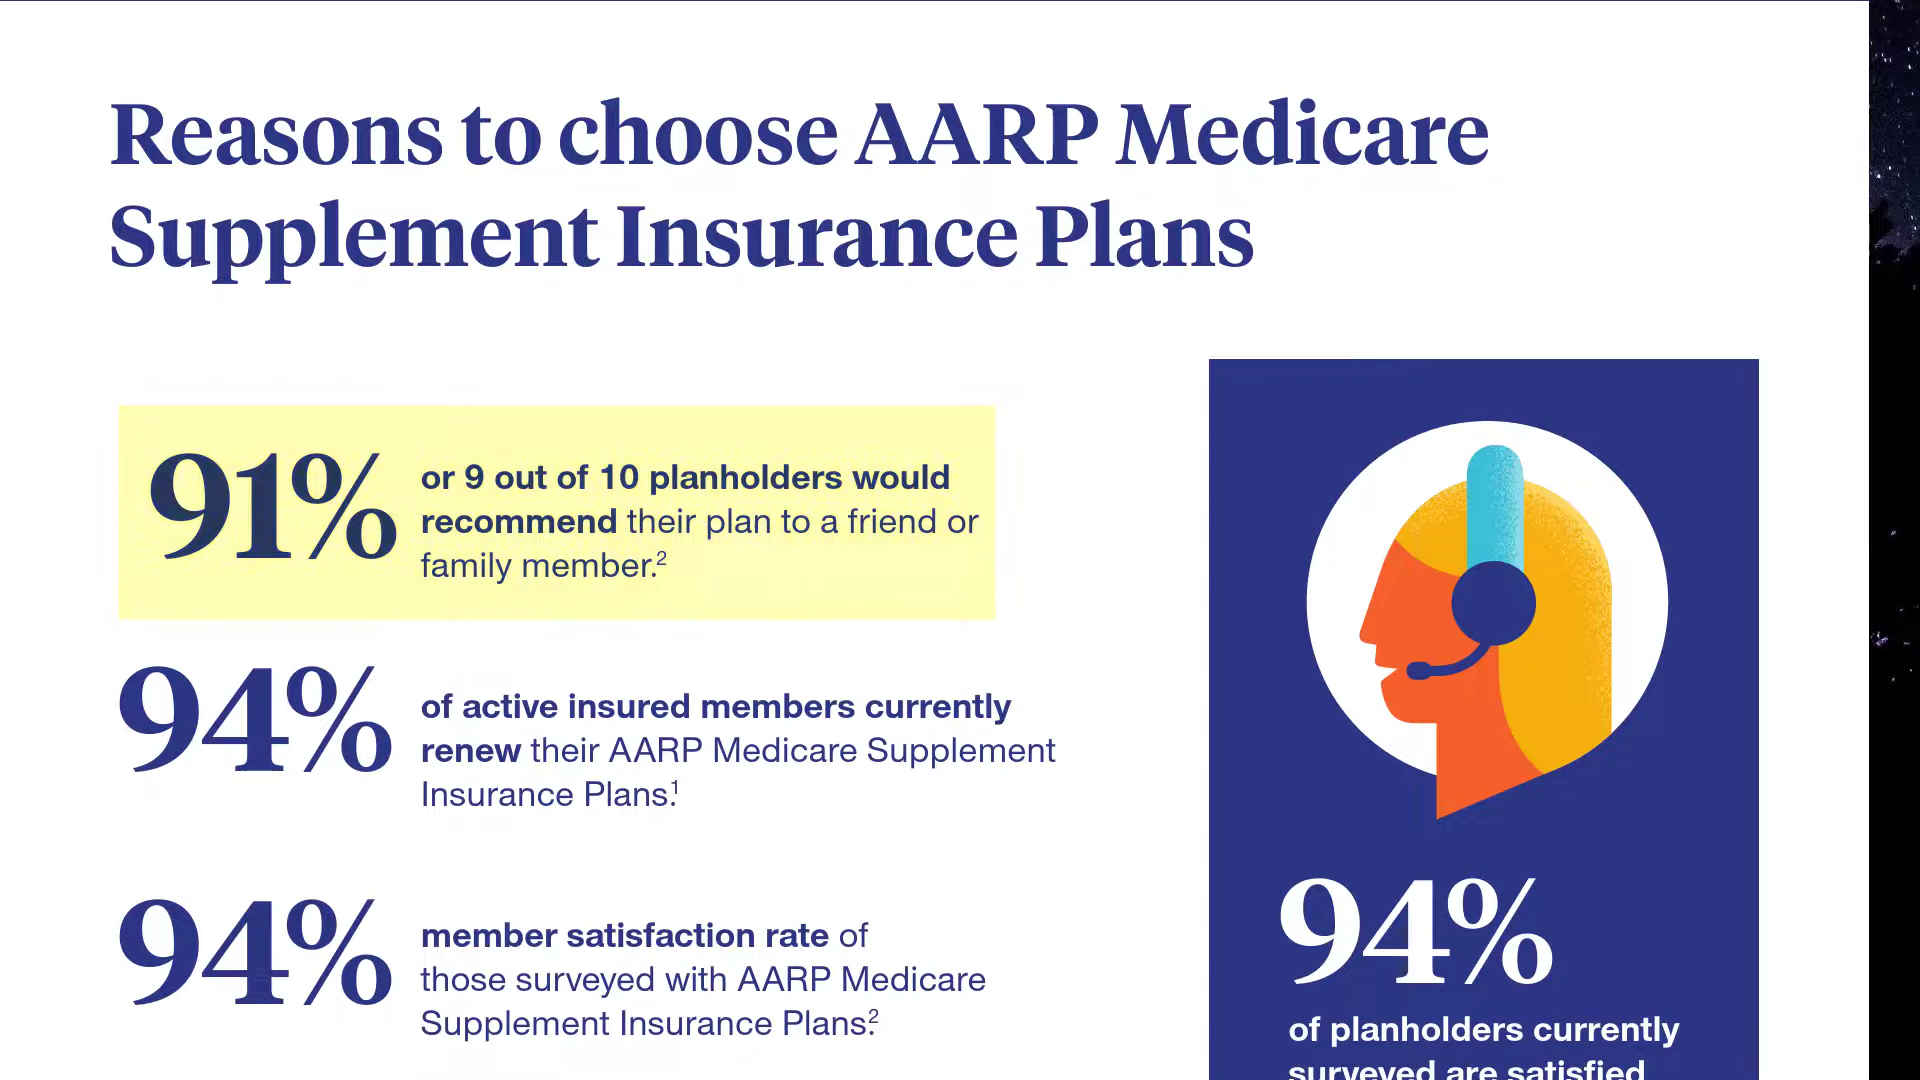 Reasons to choose AARP Medicare
Supplement Insurance Plans
91%
or 9 out of 10 planholders would
recommend their plan to a friend or
family member.²
94%
of active insured members currently
renew their AARP Medicare Supplement
Insurance Plans.¹
94%
member satisfaction rate of
those surveyed with AARP Medicare
Supplement Insurance Plans.²
94%
of planholders currently
surveyed are satisfied